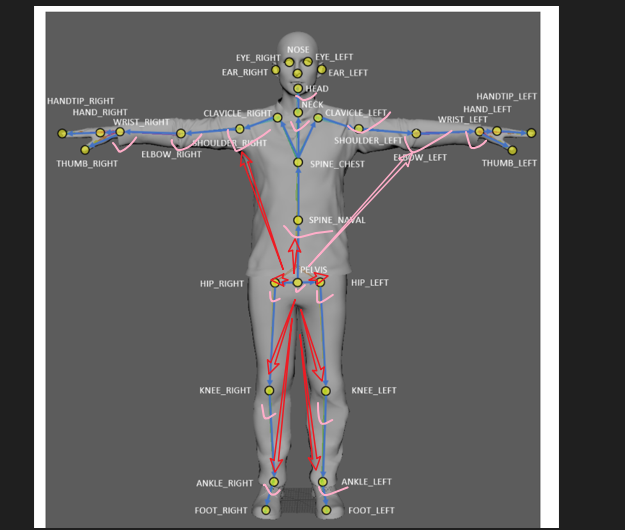 NOSE
EYE_RIGHT
EYE_LEFT
EAR_RIGHT
EAR_LEFT
HEAD
HANDTIP_RIGHT
NECK
HANDTIP_LEFT
HAND_RIGHT
CLAVICLE_RIGHT
CLAVICLE_LEFT
HAND_LEFT
WRIST_RIGHT
WRIST_LEFT
SHOULDER_RIGHT
SHOULDER_LEFT
ELBOW_RIGHT
ELBOW_LEFT
THUMB_RIGHT
SPINE_CHEST
THUMB_LEFT
SPINE_NAVAL
PELVIS
HIP_RIGHT
HIP_LEFT
KNEE_RIGHT
KNEE_LEFT
ANKLE_RIGHT
ANKLE_LEFT
FOOT_RIGHT
FOOT_LEFT